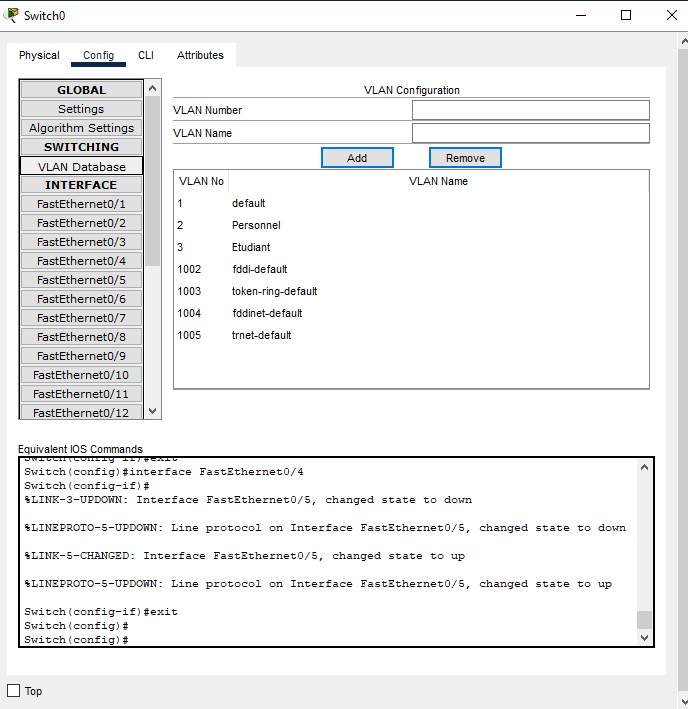 Switch0
Physical Config CLI Attributes
GLOBAL
Settings
Algorithm Settings
SWITCHING
VLAN Database
INTERFACE
FastEthernet0/1
FastEthernet0/2
FastEthernet0/3
FastEthernet0/4
FastEthernet0/5
FastEthernet0/6
FastEthernet0/7
FastEthernet0/8
FastEthernet0/9
FastEthernet0/10
FastEthernet0/11
FastEthernet0/12
VLAN Configuration
VLAN Number
VLAN Name
Add Remove
VLAN No VLAN Name
1 default
2 Personnel
3 Etudiant
1002 fddi-default
1003 token-ring-default
1004 fddinet-default
1005 trnet-default
Equivalent IOS Commands
Switch(config-if)#exit
Switch(config)#interface FastEthernet0/4
Switch(config-if)#
%LINK-3-UPDOWN: Interface FastEthernet0/5, changed state to down
%LINEPROTO-5-UPDOWN: Line protocol on Interface FastEthernet0/5, changed state to down
%LINK-5-CHANGED: Interface FastEthernet0/5, changed state to up
%LINEPROTO-5-UPDOWN: Line protocol on Interface FastEthernet0/5, changed state to up
Switch(config-if)#exit
Switch(config)#
Switch(config)#
Top